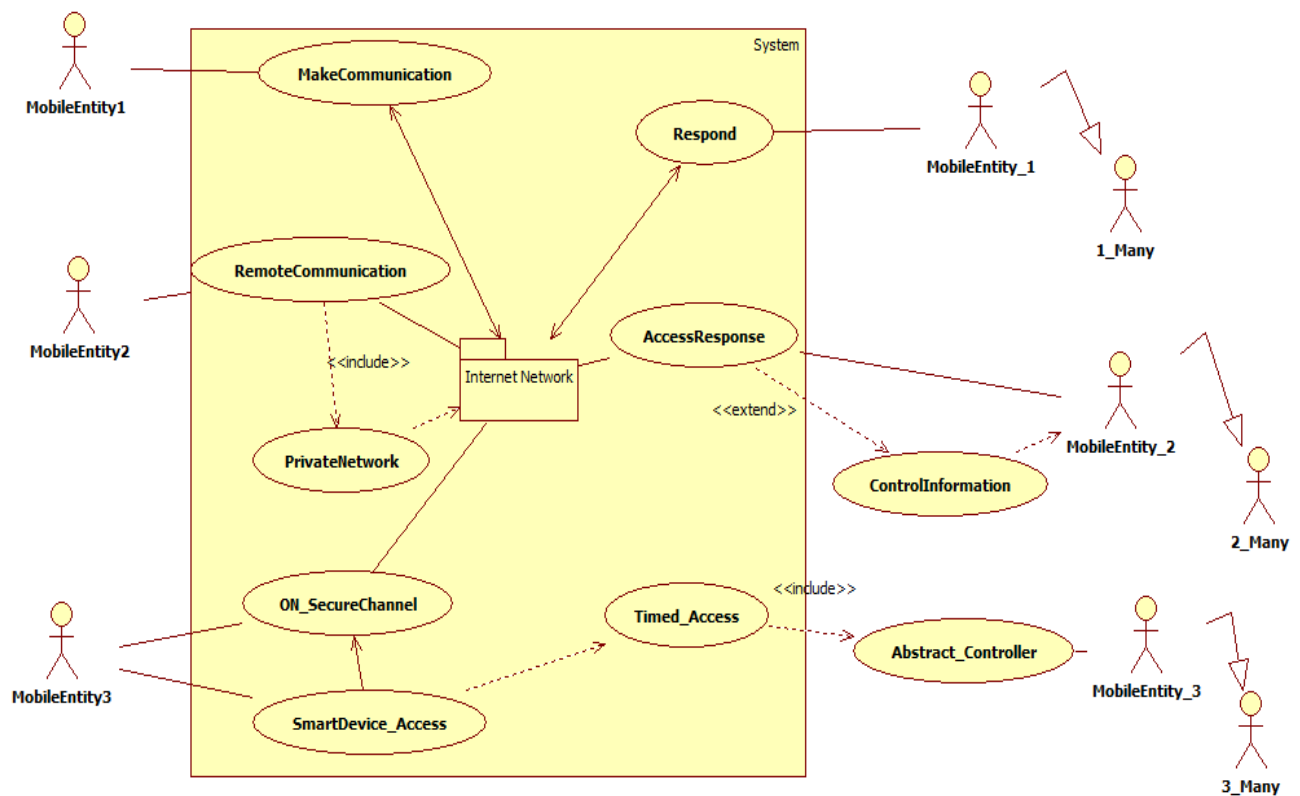 System
MakeCommunication
MobileEntity1
Respond
MobileEntity_1
1_Many
RemoteCommunication
MobileEntity2
<<include>>
Internet Network
AccessResponse
<<extend>>
MobileEntity_2
PrivateNetwork
ControlInformation
2_Many
ON_SecureChannel
<<include>>
Timed_Access
Abstract_Controller
MobileEntity3
MobileEntity_3
SmartDevice_Access
3_Many